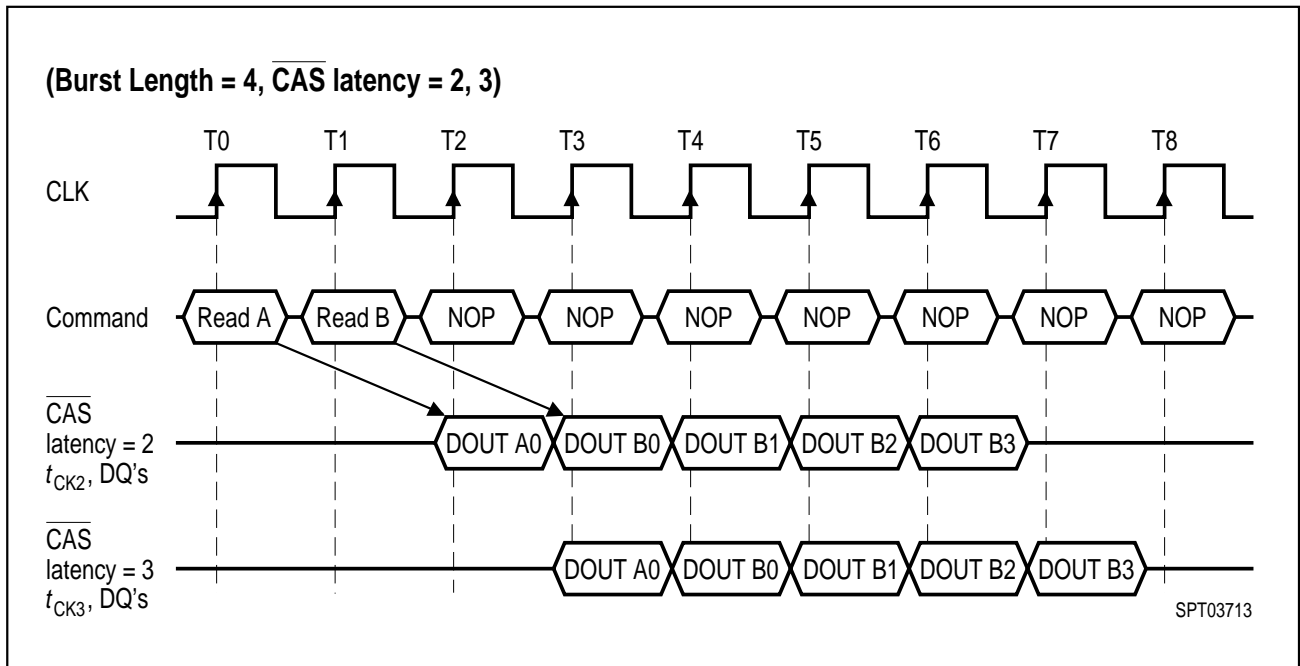 (Burst Length = 4, CAS latency = 2, 3)
T0 T1 T2 T3 T4 T5 T6 T7 T8
CLK
Command Read A Read B NOP NOP NOP NOP NOP NOP NOP
CAS
latency = 2 DOUT A0 DOUT B0 DOUT B1 DOUT B2 DOUT B3
tCK2, DQ's
CAS
latency = 3 DOUT A0 DOUT B0 DOUT B1 DOUT B2 DOUT B3
tCK3, DQ's
SPT03713